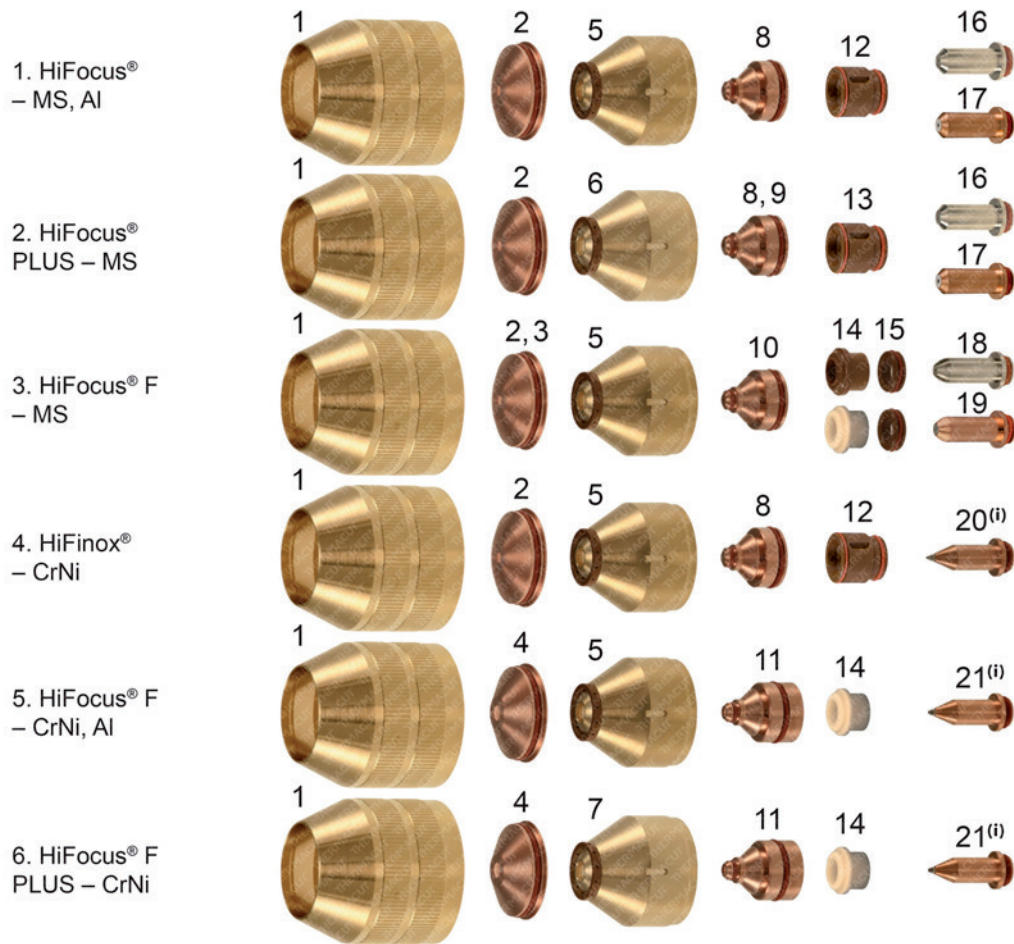 1 2 5 8 12 16
1. HiFocus®
– MS, Al
17
1 2 6 8, 9 13 16
2. HiFocus®
PLUS – MS
17
1 2, 3 5 10 14 15 18
3. HiFocus® F
– MS
19
1 2 5 8 12 20(i)
4. HiFinox®
– CrNi
1 4 5 11 14 21(i)
5. HiFocus® F
– CrNi, Al
1 4 7 11 14 21(i)
6. HiFocus® F
PLUS – CrNi